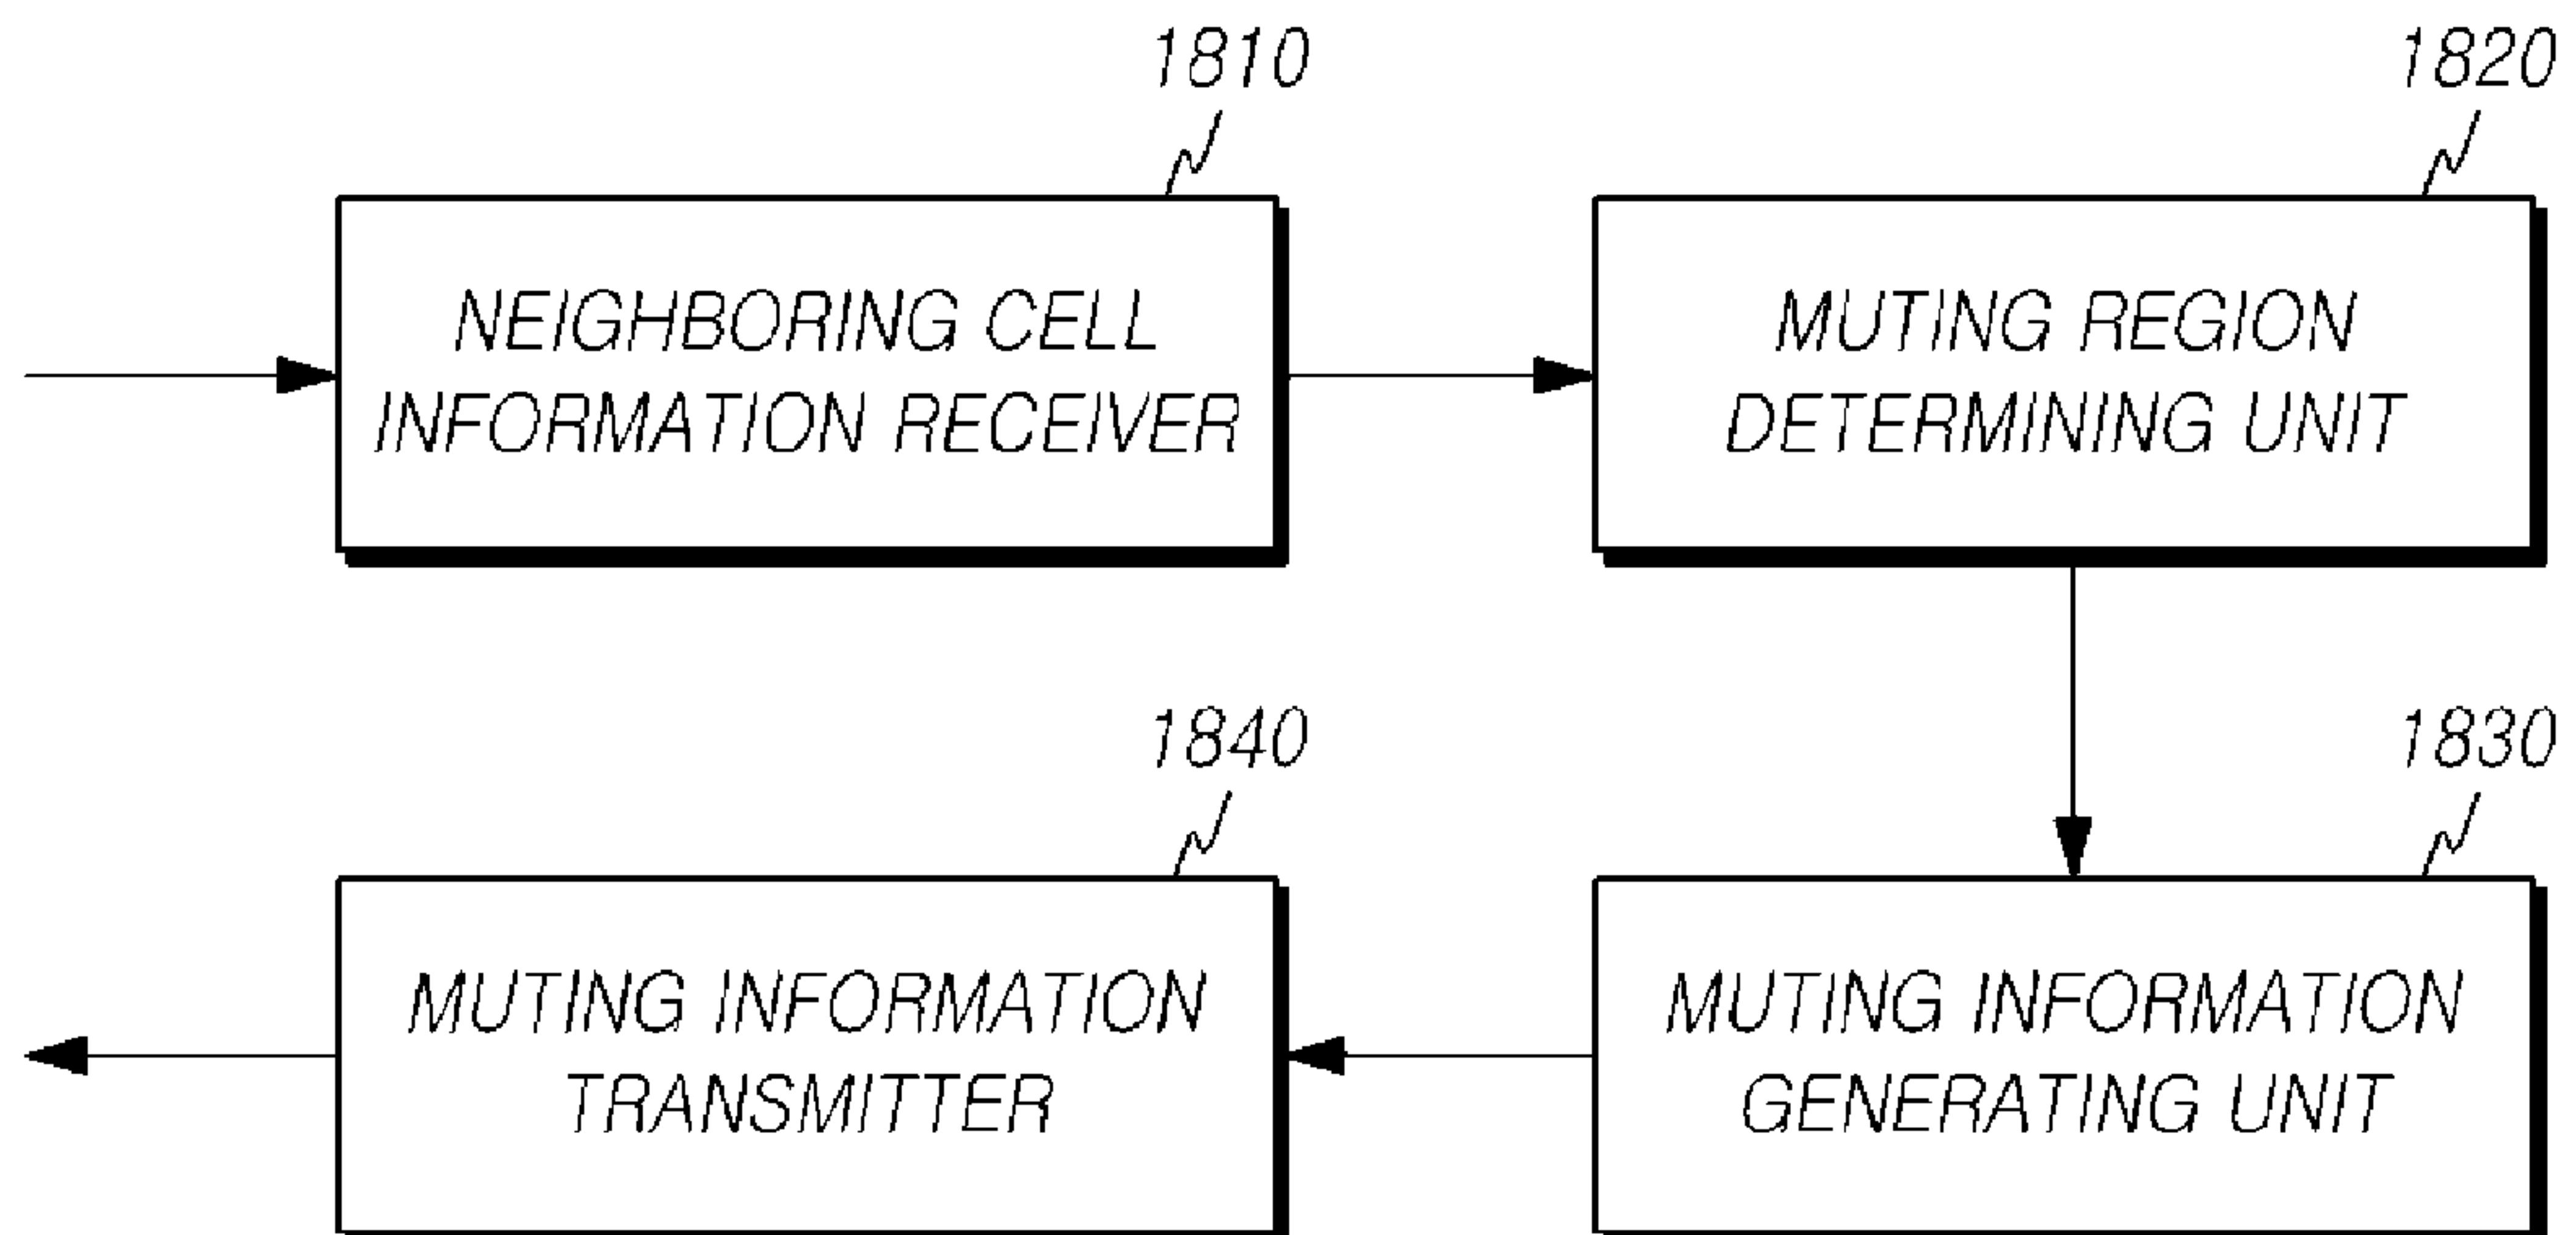 1810
1820
NEIGHBORING CELL
INFORMATION RECEIVER
MUTING REGION
DETERMINING UNIT
1840
1830
MUTING INFORMATION
TRANSMITTER
MUTING INFORMATION
GENERATING UNIT